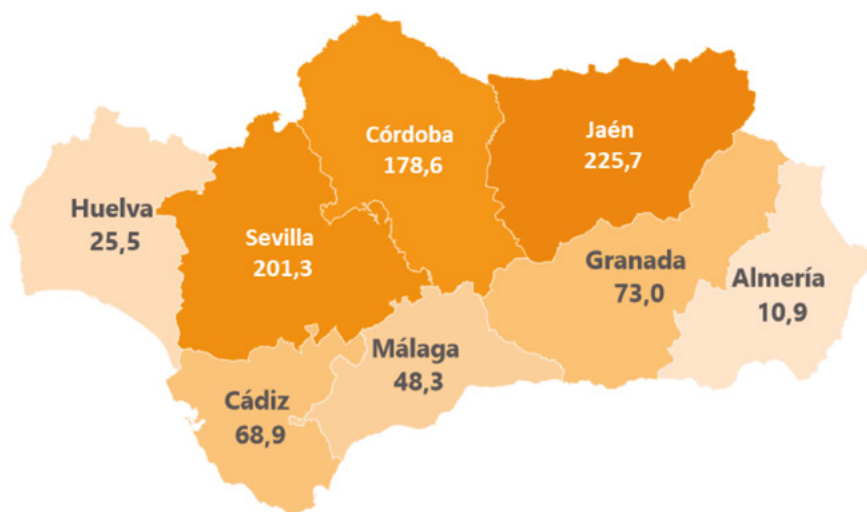 Córdoba
178,6
Jaén
225,7
Huelva
25,5
Sevilla
201,3
Granada
73,0
Almería
10,9
Málaga
48,3
Cádiz
68,9